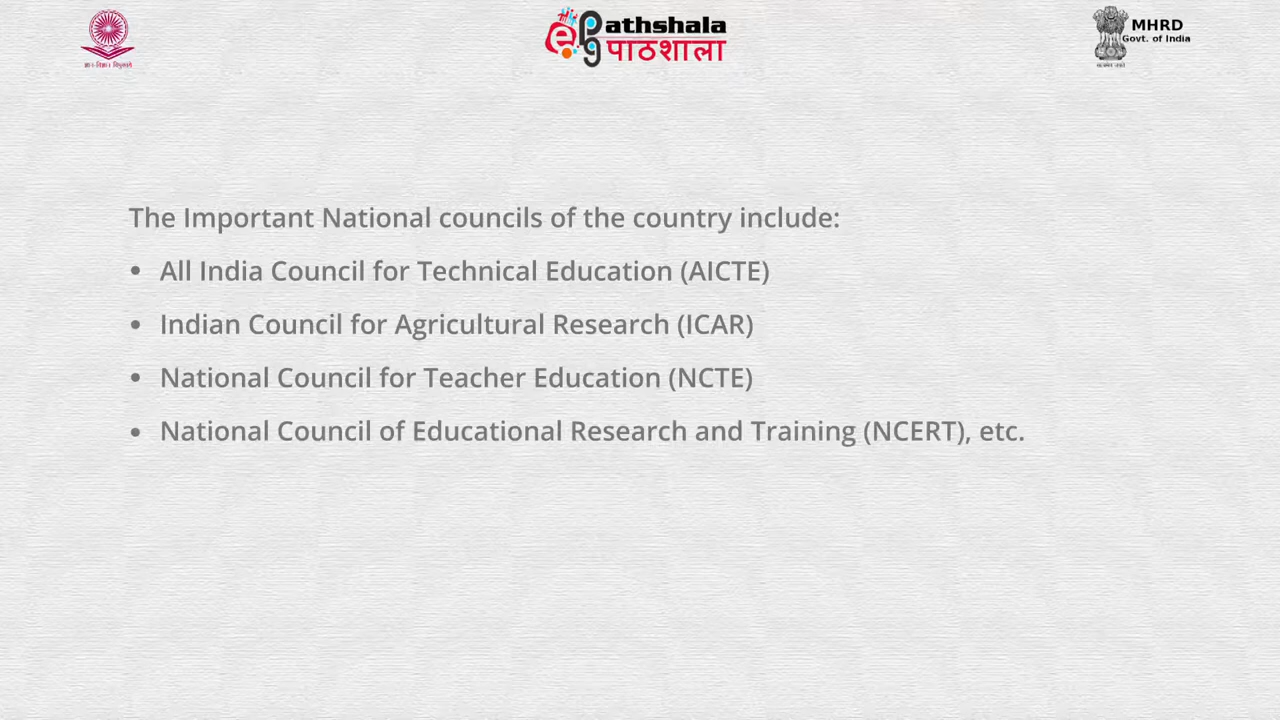 athshala
पाठशाला
MHRD
Govt. of India
The Important National councils of the country include:
• All India Council for Technical Education (AICTE)
• Indian Council for Agricultural Research (ICAR)
• National Council for Teacher Education (NCTE)
• National Council of Educational Research and Training (NCERT), etc.